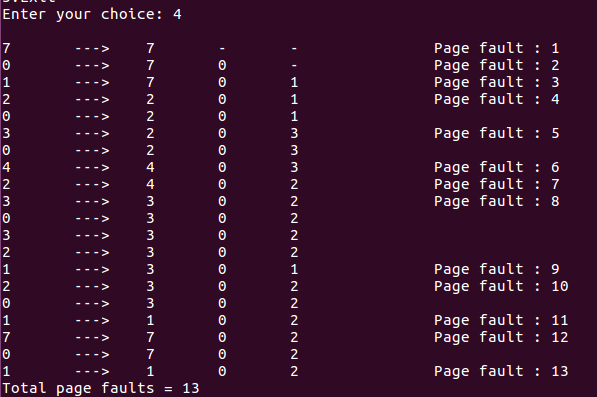 Enter your choice: 4
7 ---> 7 - - Page fault : 1
0 ---> 7 0 - Page fault : 2
1 ---> 7 0 1 Page fault : 3
2 ---> 2 0 1 Page fault : 4
0 ---> 2 0 1
3 ---> 2 0 3 Page fault : 5
0 ---> 2 0 3
4 ---> 4 0 3 Page fault : 6
2 ---> 4 0 2 Page fault : 7
3 ---> 3 0 2 Page fault : 8
0 ---> 3 0 2
3 ---> 3 0 2
2 ---> 3 0 2
1 ---> 3 0 1 Page fault : 9
2 ---> 3 0 2 Page fault : 10
0 ---> 3 0 2
1 ---> 1 0 2 Page fault : 11
7 ---> 7 0 2 Page fault : 12
0 ---> 7 0 2
1 ---> 1 0 2 Page fault : 13
Total page faults = 13